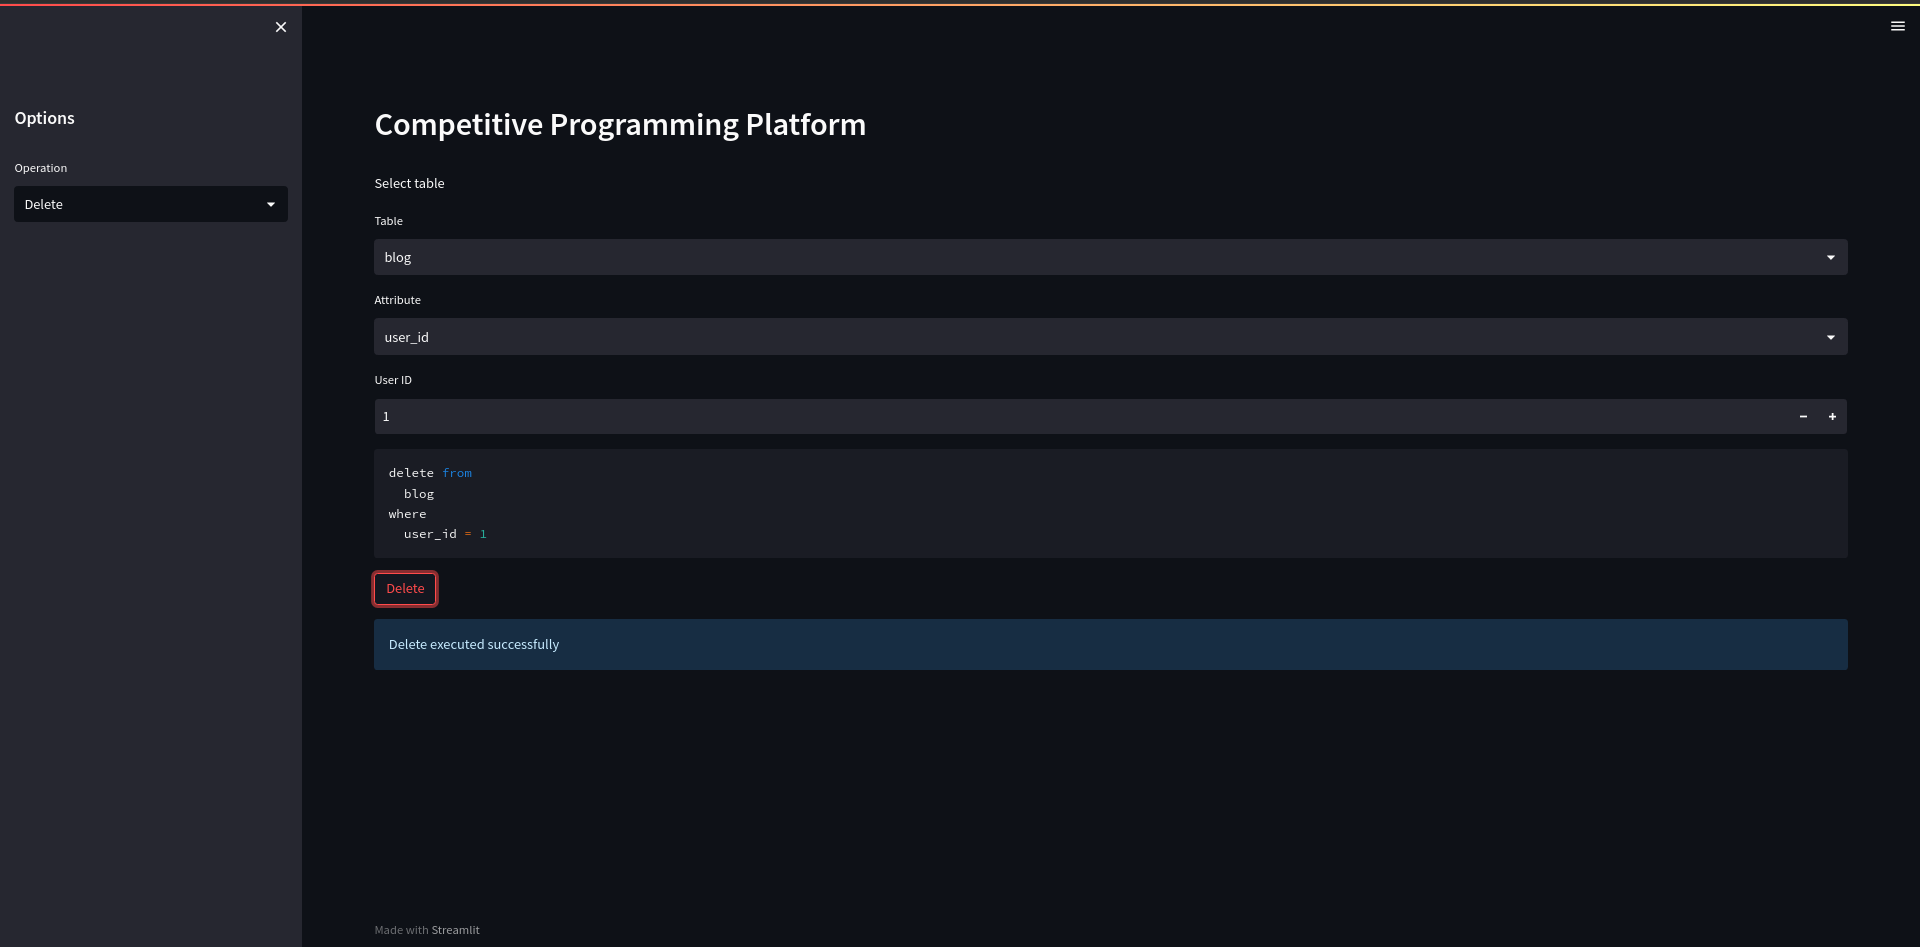 Options
Operation
Delete
Competitive Programming Platform
Select table
Table
blog
Attribute
user_id
User ID
1
delete from
  blog
where
  user_id = 1
Delete
Delete executed successfully
Made with Streamlit